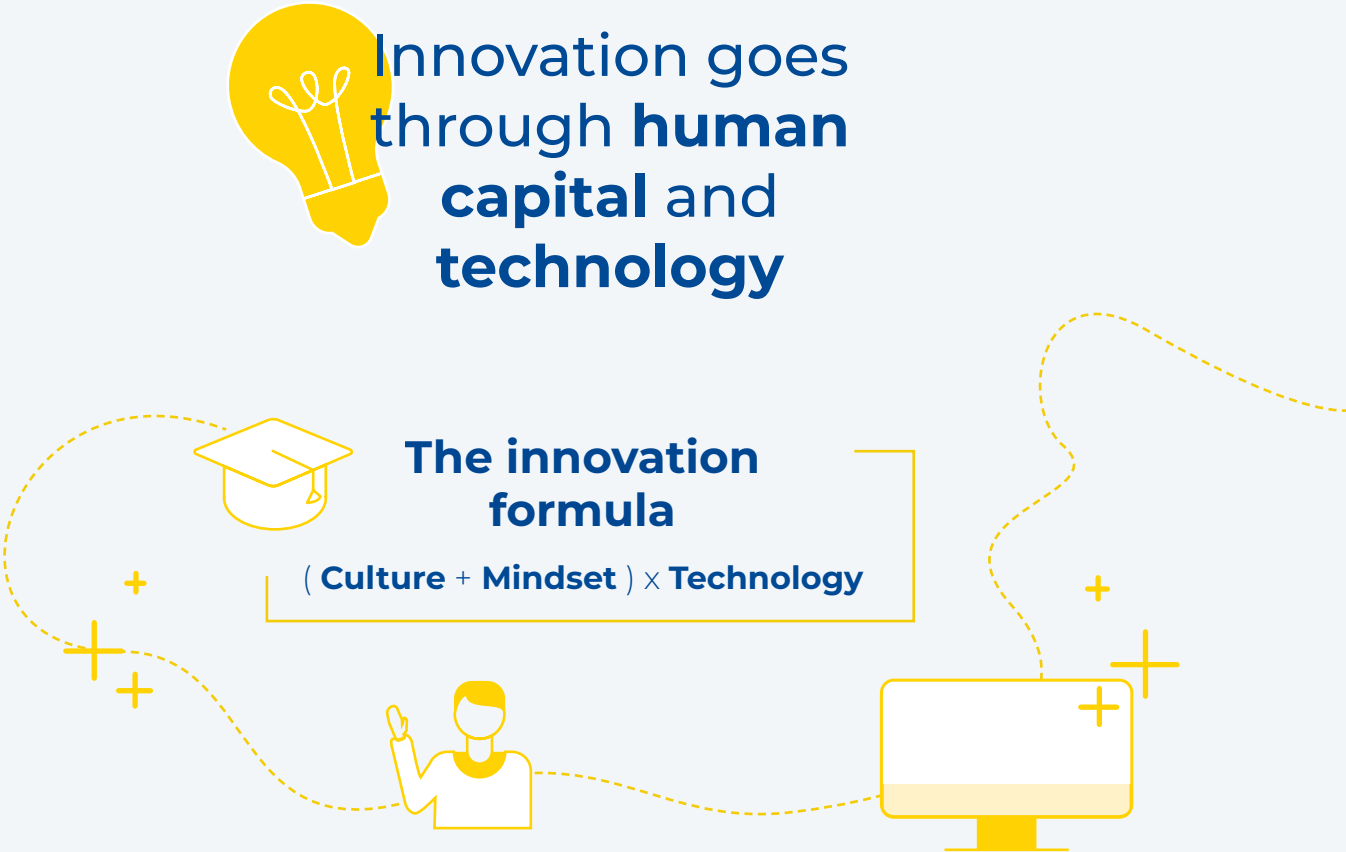 Innovation goes
through human
capital and
technology
The innovation
formula
( Culture + Mindset ) x Technology